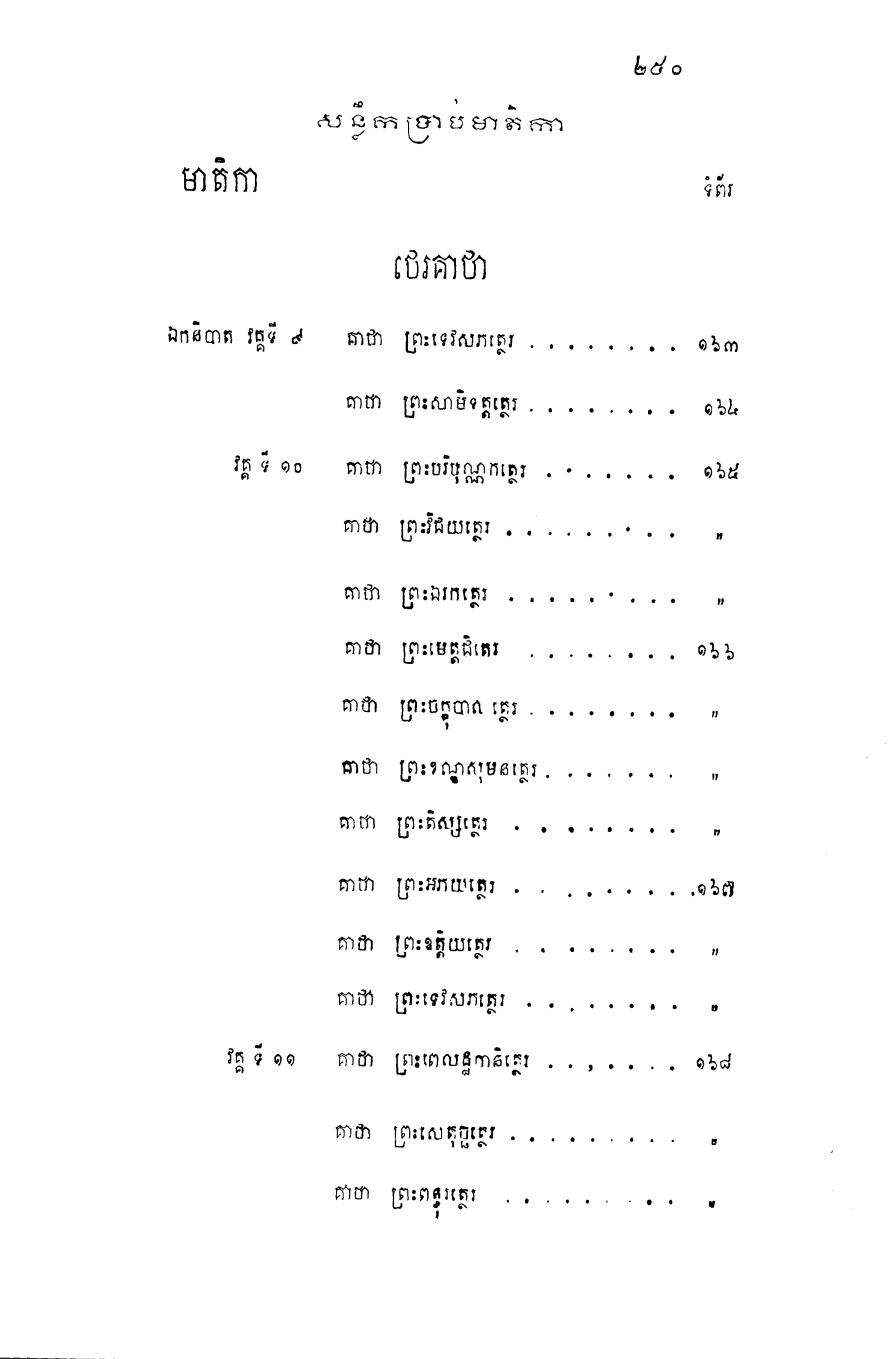 ២៥០
សន្លឹកទ្រាប់មាតិកា
មាតិកា ទំព័រ
ថេរគាថា
ឯកនិបាត វគ្គទី ៩ គាថា ព្រះទេវសភត្ថេរ . . . . . . . . ១៦៣
គាថា ព្រះសាមិទត្តត្ថេរ . . . . . . . . ១៦៤
វគ្គ ទី ១០ គាថា ព្រះបរិបុណ្ណកត្ថេរ . . . . . . . ១៦៥
គាថា ព្រះវិជយត្ថេរ . . . . . . . . . "
គាថា ព្រះឯរកត្ថេរ . . . . . . . . . "
គាថា ព្រះមេត្តជិថេរ . . . . . . . . ១៦៦
គាថា ព្រះចក្ខុបាល ត្ថេរ . . . . . . . . "
គាថា ព្រះខណ្ឌសុមនត្ថេរ . . . . . . . "
គាថា ព្រះតិស្សត្ថេរ . . . . . . . . "
គាថា ព្រះអភយត្ថេរ . . . . . . . . . ១៦៧
គាថា ព្រះឧត្តិយត្ថេរ . . . . . . . . "
គាថា ព្រះទេវសភត្ថេរ . . . . . . . . "
វគ្គ ទី ១១ គាថា ព្រះពេលដ្ឋកានិត្ថេរ . . . . . . . ១៦៨
គាថា ព្រះសេតុច្ឆត្ថេរ . . . . . . . . . "
គាថា ព្រះពន្ធុរត្ថេរ . . . . . . . . . "